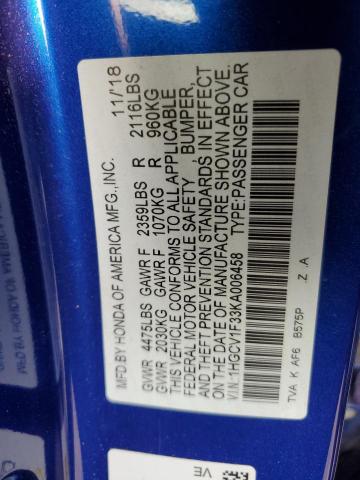 MFD.BY HONDA OF AMERICA MFG.,INC. 11/'18
GVWR 4475LBS GAWR F 2359LBS R 2116LBS
GVWR 2030KG GAWR F 1070KG R 960KG
THIS VEHICLE CONFORMS TO ALL APPLICABLE
FEDERAL MOTOR VEHICLE SAFETY BUMPER,
AND THEFT PREVENTION STANDARDS IN EFFECT
ON THE DATE OF MANUFACTURE SHOWN ABOVE.
V.I.N.:1HGCV1F33KA006458 TYPE:PASSENGER CAR
Z A
TVA K AF6 B575P
VE